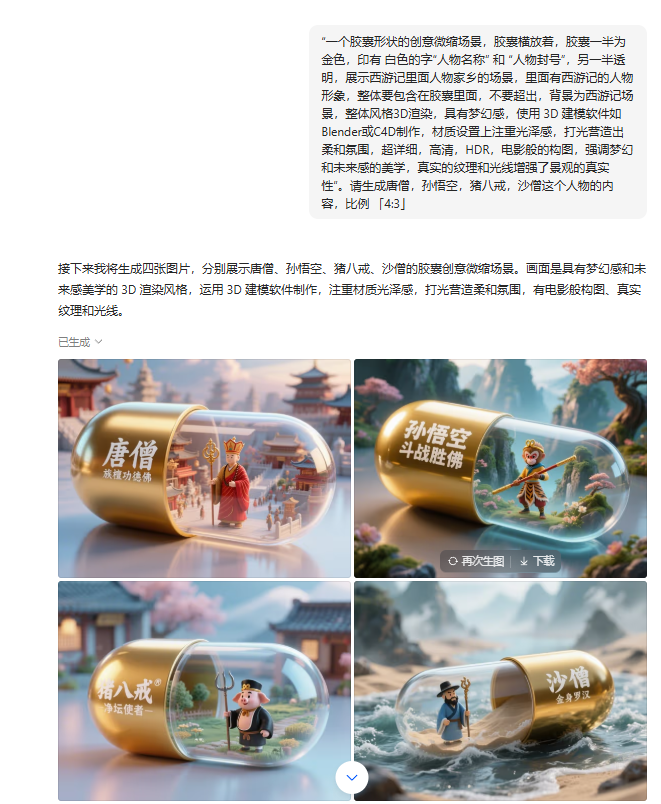 “一个胶囊形状的创意微缩场景，胶囊横放着，胶囊一半为
金色，印有 白色的字“人物名称” 和 “人物封号”，另一半透
明，展示西游记里面人物家乡的场景，里面有西游记的人物
形象，整体要包含在胶囊里面，不要超出，背景为西游记场
景，整体风格3D渲染，具有梦幻感，使用 3D 建模软件如
Blender或C4D制作，材质设置上注重光泽感，打光营造出
柔和氛围，超详细，高清，HDR，电影般的构图，强调梦幻
和未来感的美学，真实的纹理和光线增强了景观的真实
性”。请生成唐僧，孙悟空，猪八戒，沙僧这个人物的内
容，比例 「4:3」
接下来我将生成四张图片，分别展示唐僧、孙悟空、猪八戒、沙僧的胶囊创意微缩场景。画面是具有梦幻感和未
来感美学的 3D 渲染风格，运用 3D 建模软件制作，注重材质光泽感，打光营造柔和氛围，有电影般构图、真实
纹理和光线。
已生成
唐僧
旃檀功德佛
孙悟空
斗战胜佛
再次生图
下载
猪八戒®
净坛使者
沙僧
金身罗汉